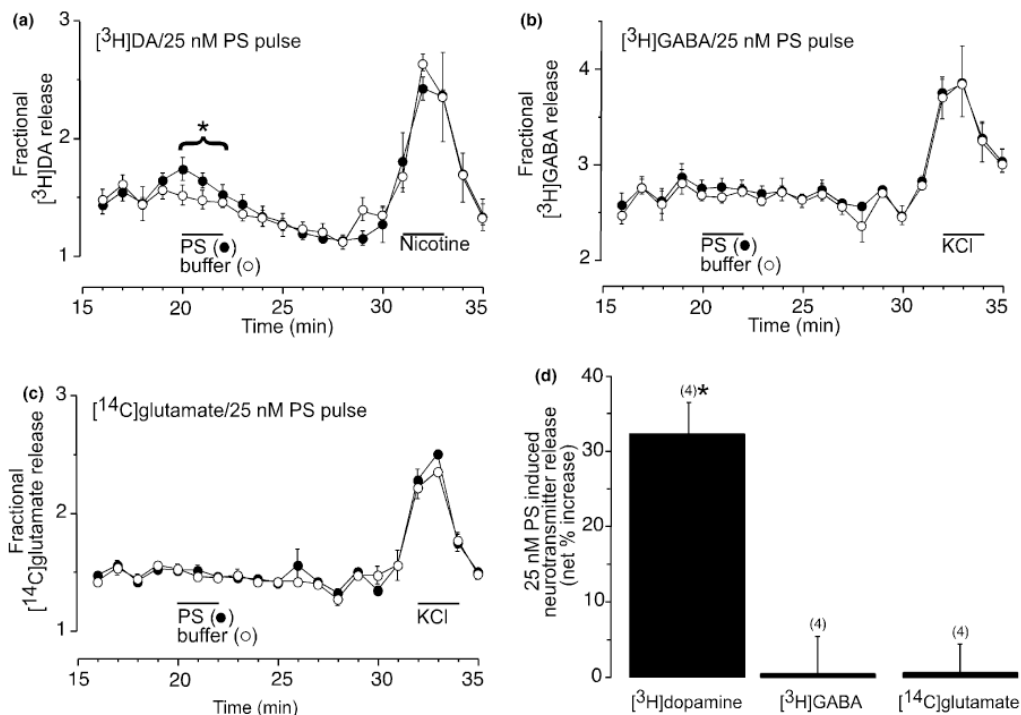 (a)
[³H]DA/25 nM PS pulse
Fractional
[³H]DA release
3
2
1
*
PS (●)
buffer (○)
Nicotine
15 20 25 30 35
Time (min)
(b)
[³H]GABA/25 nM PS pulse
Fractional
[³H]GABA release
4
3
2
PS (●)
buffer (○)
KCl
15 20 25 30 35
Time (min)
(c)
[¹⁴C]glutamate/25 nM PS pulse
Fractional
[¹⁴C]glutamate release
3
2
1
PS (●)
buffer (○)
KCl
15 20 25 30 35
Time (min)
(d)
25 nM PS induced
neurotransmitter release
(net % increase)
40
30
20
10
0
(4)*
(4)
(4)
[³H]dopamine [³H]GABA [¹⁴C]glutamate